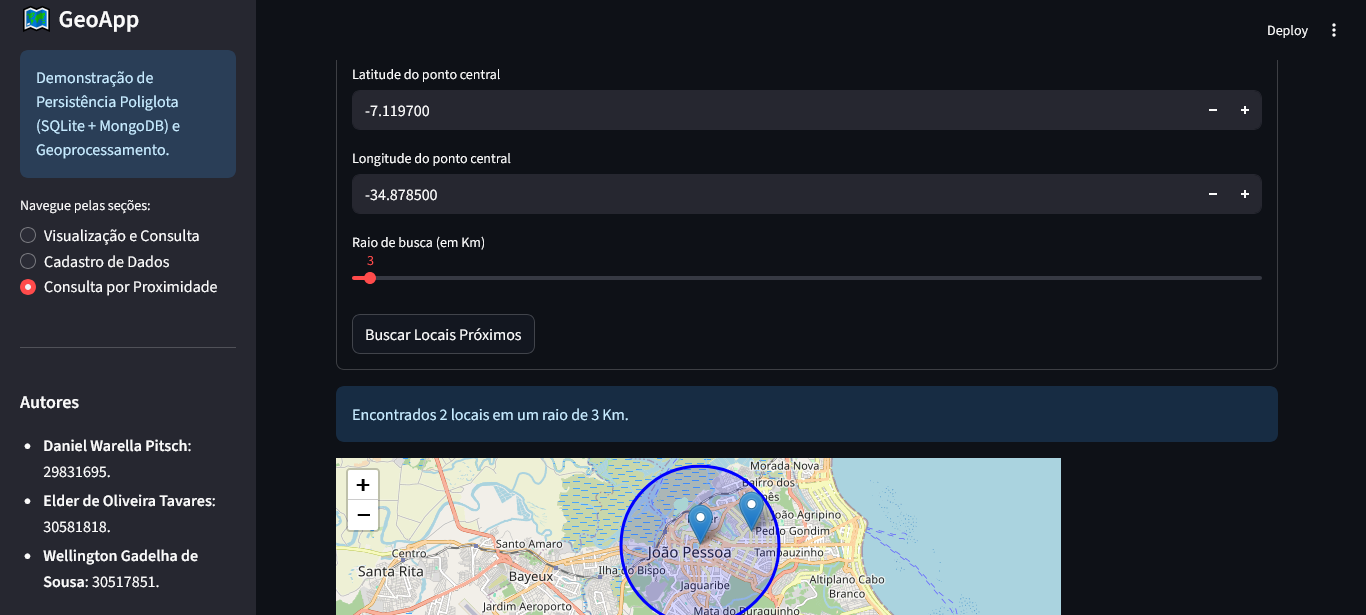 GeoApp
Demonstração de
Persistência Poliglota
(SQLite + MongoDB) e
Geoprocessamento.
Navegue pelas seções:
Visualização e Consulta
Cadastro de Dados
Consulta por Proximidade
Autores
Daniel Warella Pitsch:
29831695.
Elder de Oliveira Tavares:
30581818.
Wellington Gadelha de
Sousa: 30517851.
Deploy
Latitude do ponto central
-7.119700
− +
Longitude do ponto central
-34.878500
− +
Raio de busca (em Km)
3
Buscar Locais Próximos
Encontrados 2 locais em um raio de 3 Km.
+
−
Morada Nova
Bairro dos
João Agripino
Pedro Gondim
Santo Amaro
Centro
João Pessoa
Tambauzinho
Santa Rita
Bayeux
Ilha do Bispo
Jaguaribe
Altiplano Cabo
Branco
Jardim Aeroporto
Mata do Buraquinho